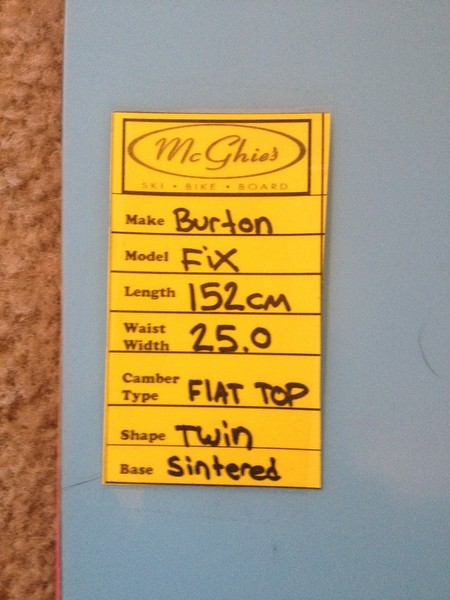 McGhie's
SKI • BIKE • BOARD
Make Burton
Model FiX
Length 152cm
Waist Width 25.0
Camber Type FlAT TOP
Shape Twin
Base Sintered